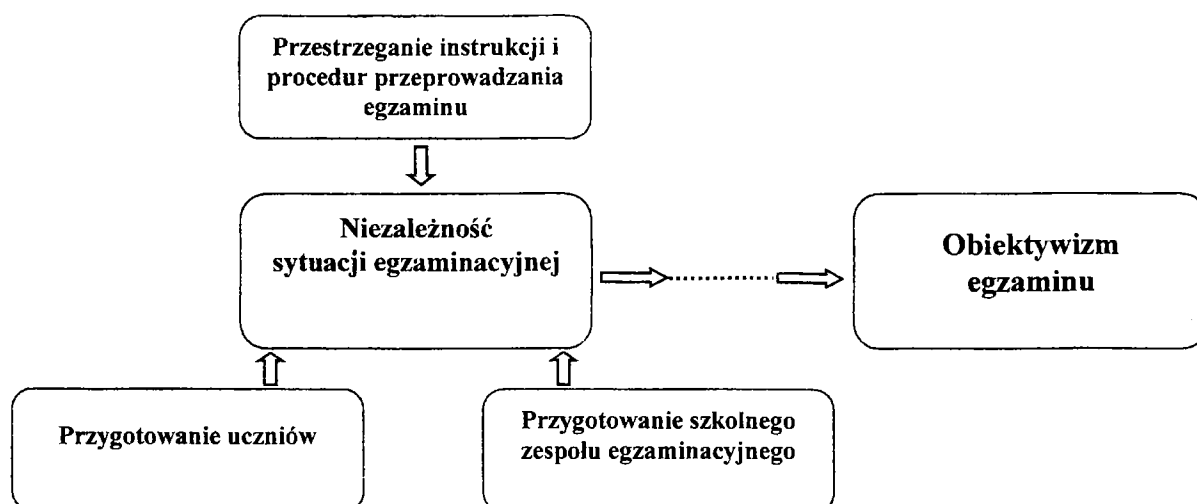 Przestrzeganie instrukcji i
procedur przeprowadzania
egzaminu
Niezależność
sytuacji egzaminacyjnej
Obiektywizm
egzaminu
Przygotowanie uczniów
Przygotowanie szkolnego
zespołu egzaminacyjnego